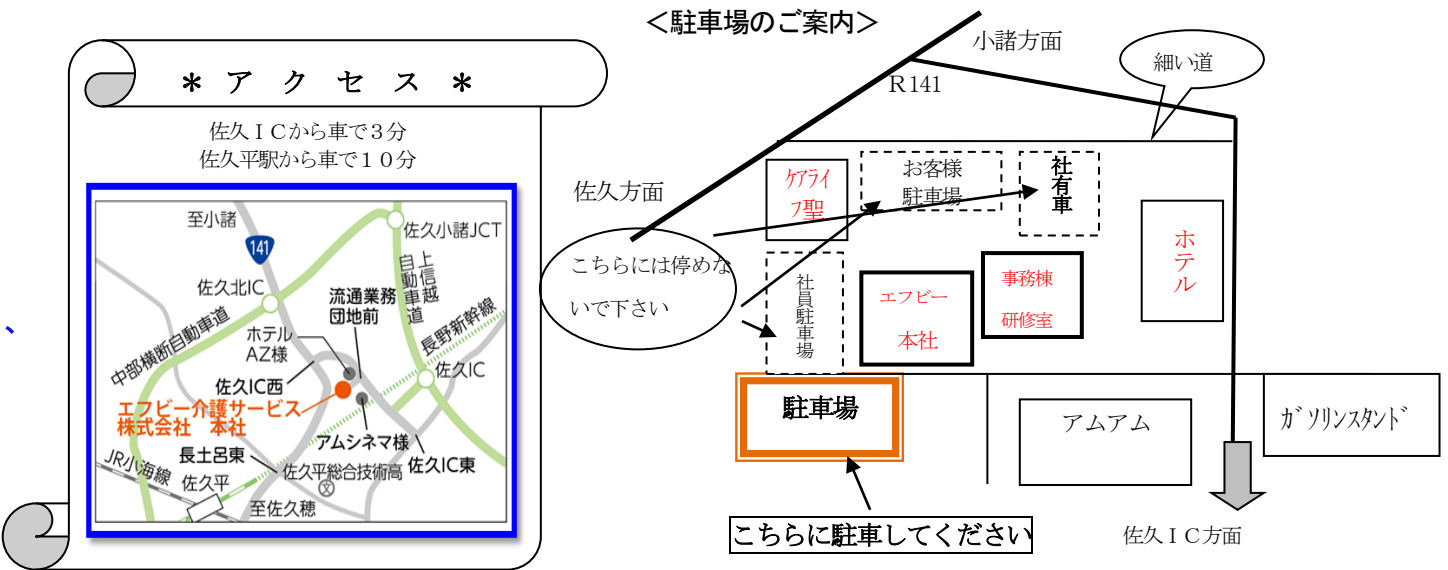 ＜駐車場のご案内＞
＊ ア ク セ ス ＊
佐久ＩＣから車で３分
佐久平駅から車で１０分
至小諸
141
佐久小諸JCT
上信越
自動車道
佐久北IC
流通業務
団地前
長野新幹線
中部横断自動車道
ホテル
AZ様
佐久IC西
佐久IC
エフビー介護サービス
株式会社　本社
アムシネマ様
長土呂東
佐久平総合技術高
文
佐久IC東
JR小海線
佐久平
至佐久穂
、
小諸方面
R141
細い道
佐久方面
ｹｱﾗｲ
ﾌ聖
お客様
駐車場
社有車
こちらには停めな
いで下さい
社員駐車場
エフビー
本社
事務棟
研修室
ホテル
駐車場
アムアム
ｶﾞｿﾘﾝｽﾀﾝﾄﾞ
こちらに駐車してください
佐久ＩＣ方面